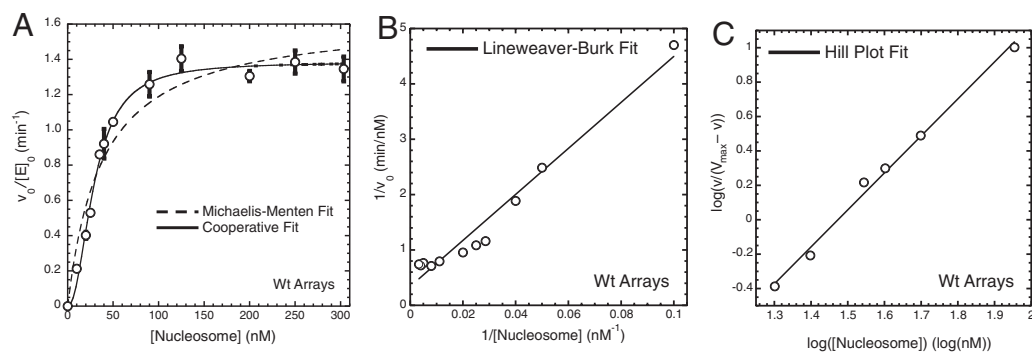 A
1.6
1.4
1.2
1
0.8
0.6
0.4
0.2
0
v₀/[E]₀ (min⁻¹)
Michaelis-Menten Fit
Cooperative Fit
Wt Arrays
0 50 100 150 200 250 300
[Nucleosome] (nM)
B
Lineweaver-Burk Fit
5
4
3
2
1
0
1/v₀ (min/nM)
Wt Arrays
0 0.02 0.04 0.06 0.08 0.1
1/[Nucleosome] (nM⁻¹)
C
Hill Plot Fit
1
0.8
0.6
0.4
0.2
0
-0.2
-0.4
log(v/(Vmax – v))
Wt Arrays
1.3 1.4 1.5 1.6 1.7 1.8 1.9 2
log([Nucleosome]) (log(nM))